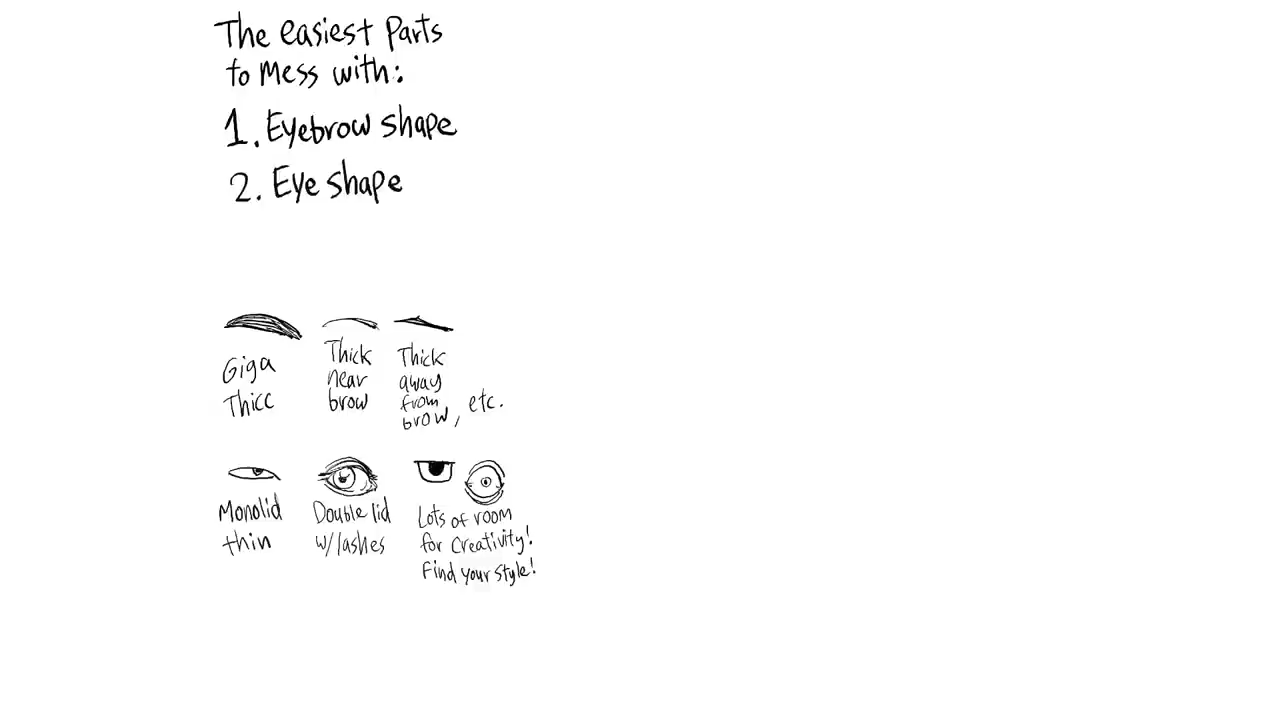 The easiest parts
to mess with:
1. Eyebrow shape
2. Eye shape
Giga
Thicc
Thick
near
brow
Thick
away
from
brow, etc.
Monolid
thin
Double lid
w/lashes
Lots of room
for creativity!
Find your style!